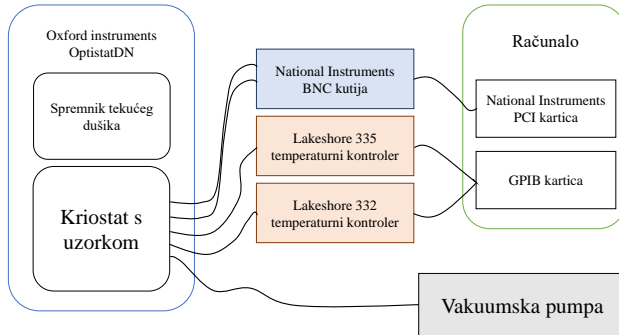 Oxford instruments
OptistatDN
Spremnik tekućeg
dušika
Kriostat s
uzorkom
National Instruments
BNC kutija
Lakeshore 335
temperaturni kontroler
Lakeshore 332
temperaturni kontroler
Računalo
National Instruments
PCI kartica
GPIB kartica
Vakuumska pumpa